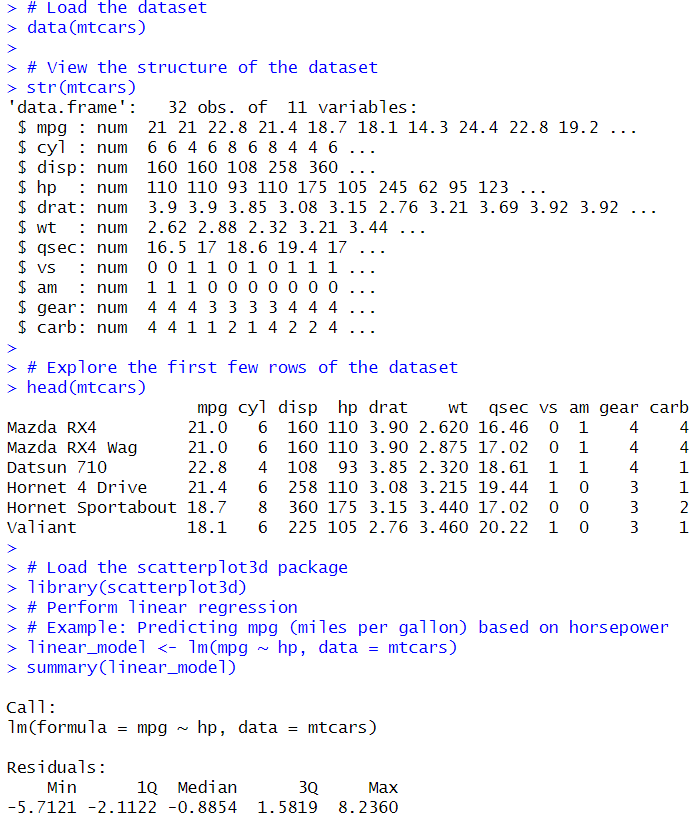 > # Load the dataset
> data(mtcars)
>
> # View the structure of the dataset
> str(mtcars)
'data.frame':   32 obs. of  11 variables:
 $ mpg : num  21 21 22.8 21.4 18.7 18.1 14.3 24.4 22.8 19.2 ...
 $ cyl : num  6 6 4 6 8 6 8 4 4 6 ...
 $ disp: num  160 160 108 258 360 ...
 $ hp  : num  110 110 93 110 175 105 245 62 95 123 ...
 $ drat: num  3.9 3.9 3.85 3.08 3.15 2.76 3.21 3.69 3.92 3.92 ...
 $ wt  : num  2.62 2.88 2.32 3.21 3.44 ...
 $ qsec: num  16.5 17 18.6 19.4 17 ...
 $ vs  : num  0 0 1 1 0 1 0 1 1 1 ...
 $ am  : num  1 1 1 0 0 0 0 0 0 0 ...
 $ gear: num  4 4 4 3 3 3 3 4 4 4 ...
 $ carb: num  4 4 1 1 2 1 4 2 2 4 ...
>
> # Explore the first few rows of the dataset
> head(mtcars)
                   mpg cyl disp  hp drat    wt  qsec vs am gear carb
Mazda RX4         21.0   6  160 110 3.90 2.620 16.46  0  1    4    4
Mazda RX4 Wag     21.0   6  160 110 3.90 2.875 17.02  0  1    4    4
Datsun 710        22.8   4  108  93 3.85 2.320 18.61  1  1    4    1
Hornet 4 Drive    21.4   6  258 110 3.08 3.215 19.44  1  0    3    1
Hornet Sportabout 18.7   8  360 175 3.15 3.440 17.02  0  0    3    2
Valiant           18.1   6  225 105 2.76 3.460 20.22  1  0    3    1
>
> # Load the scatterplot3d package
> library(scatterplot3d)
> # Perform linear regression
> # Example: Predicting mpg (miles per gallon) based on horsepower
> linear_model <- lm(mpg ~ hp, data = mtcars)
> summary(linear_model)

Call:
lm(formula = mpg ~ hp, data = mtcars)

Residuals:
    Min      1Q  Median      3Q     Max
-5.7121 -2.1122 -0.8854  1.5819  8.2360